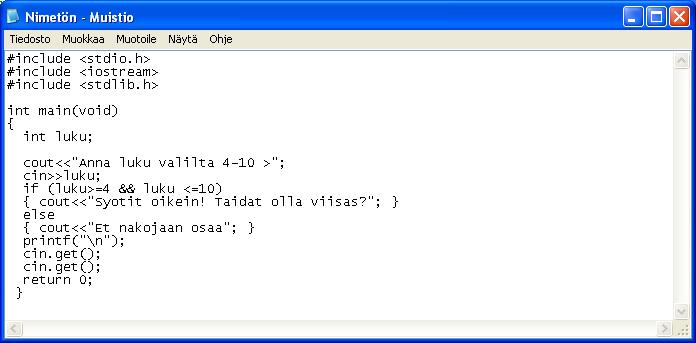 Nimetön - Muistio
Tiedosto Muokkaa Muotoile Näytä Ohje
#include <stdio.h>
#include <iostream>
#include <stdlib.h>

int main(void)
{
  int luku;

  cout<<"Anna luku valilta 4-10 >";
  cin>>luku;
  if (luku>=4 && luku <=10)
  { cout<<"Syotit oikein! Taidat olla viisas?"; }
  else
  { cout<<"Et nakojaan osaa"; }
  printf("\n");
  cin.get();
  cin.get();
  return 0;
 }